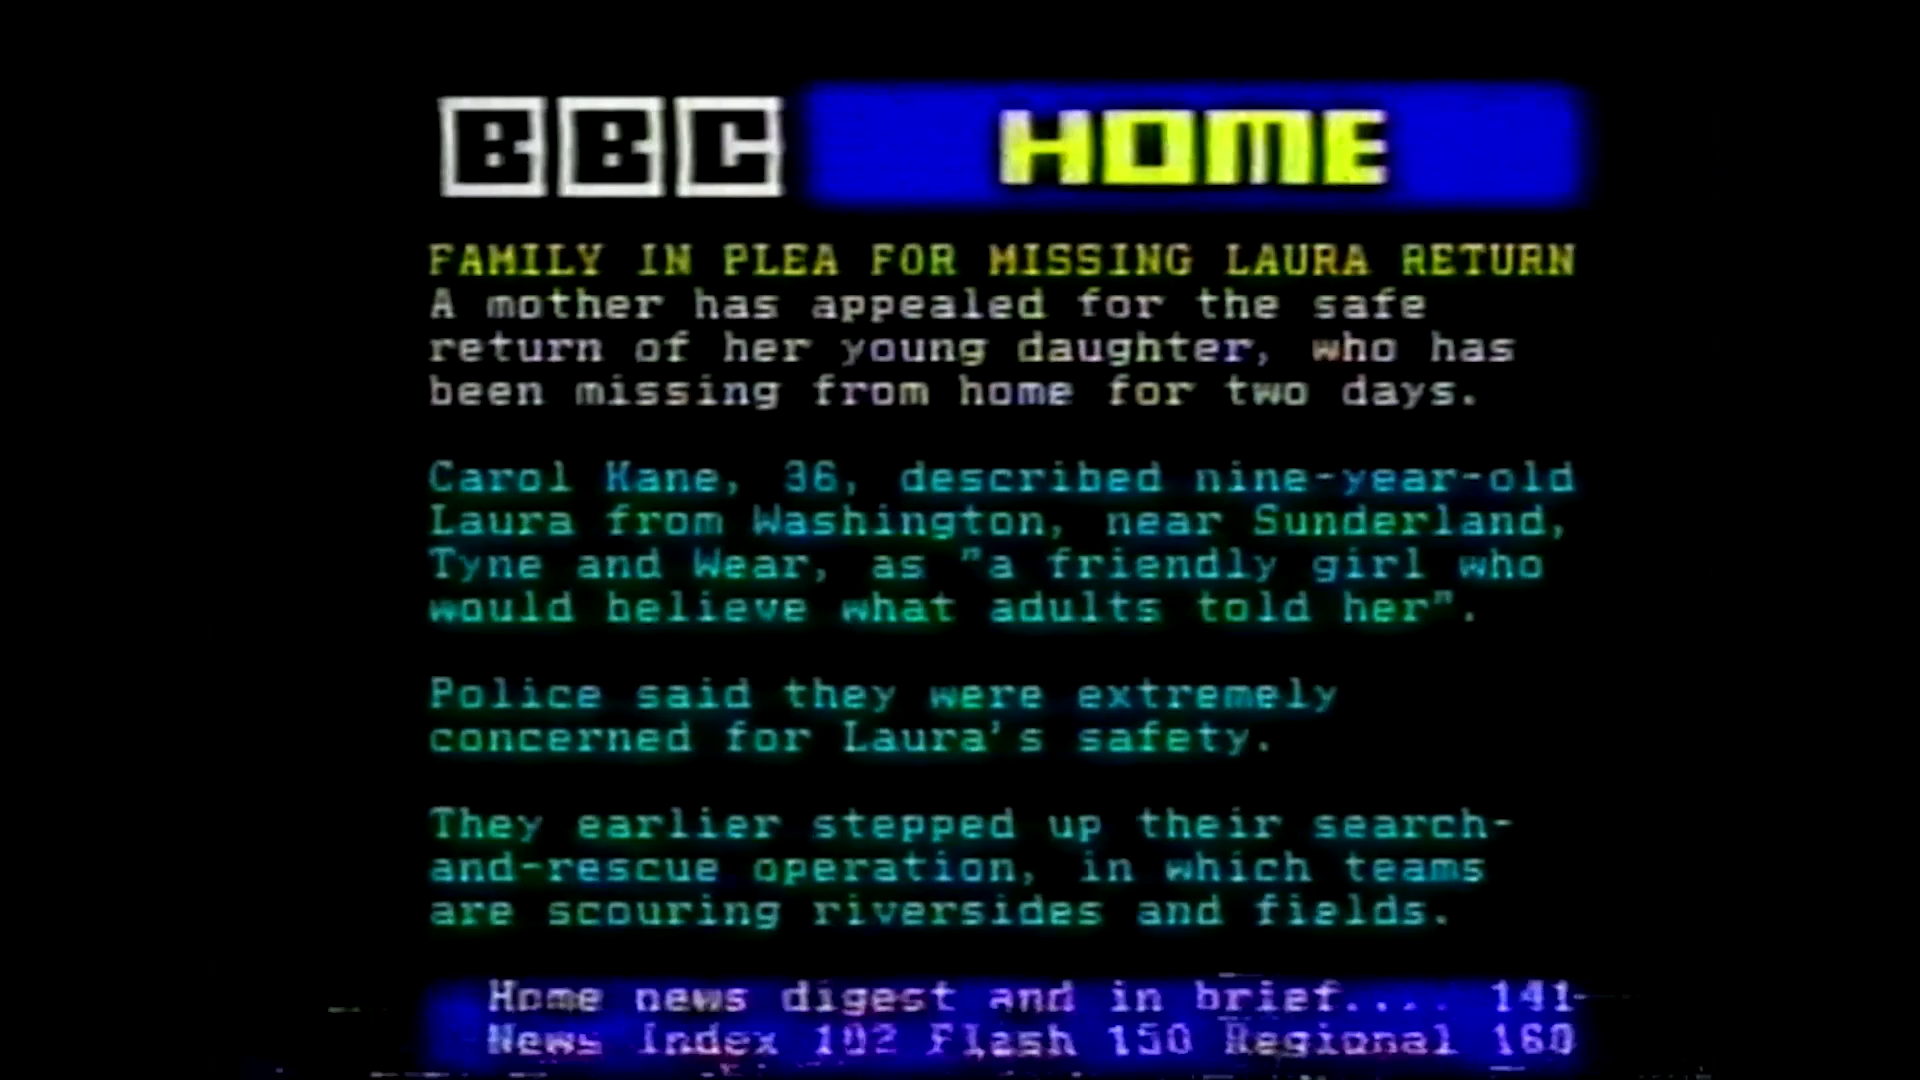 BBC HOME
FAMILY IN PLEA FOR MISSING LAURA RETURN
A mother has appealed for the safe
return of her young daughter, who has
been missing from home for two days.
Carol Kane, 36, described nine-year-old
Laura from Washington, near Sunderland,
Tyne and Wear, as "a friendly girl who
would believe what adults told her".
Police said they were extremely
concerned for Laura's safety.
They earlier stepped up their search-
and-rescue operation, in which teams
are scouring riversides and fields.
Home news digest and in brief.... 141
News Index 102 Flash 150 Regional 160